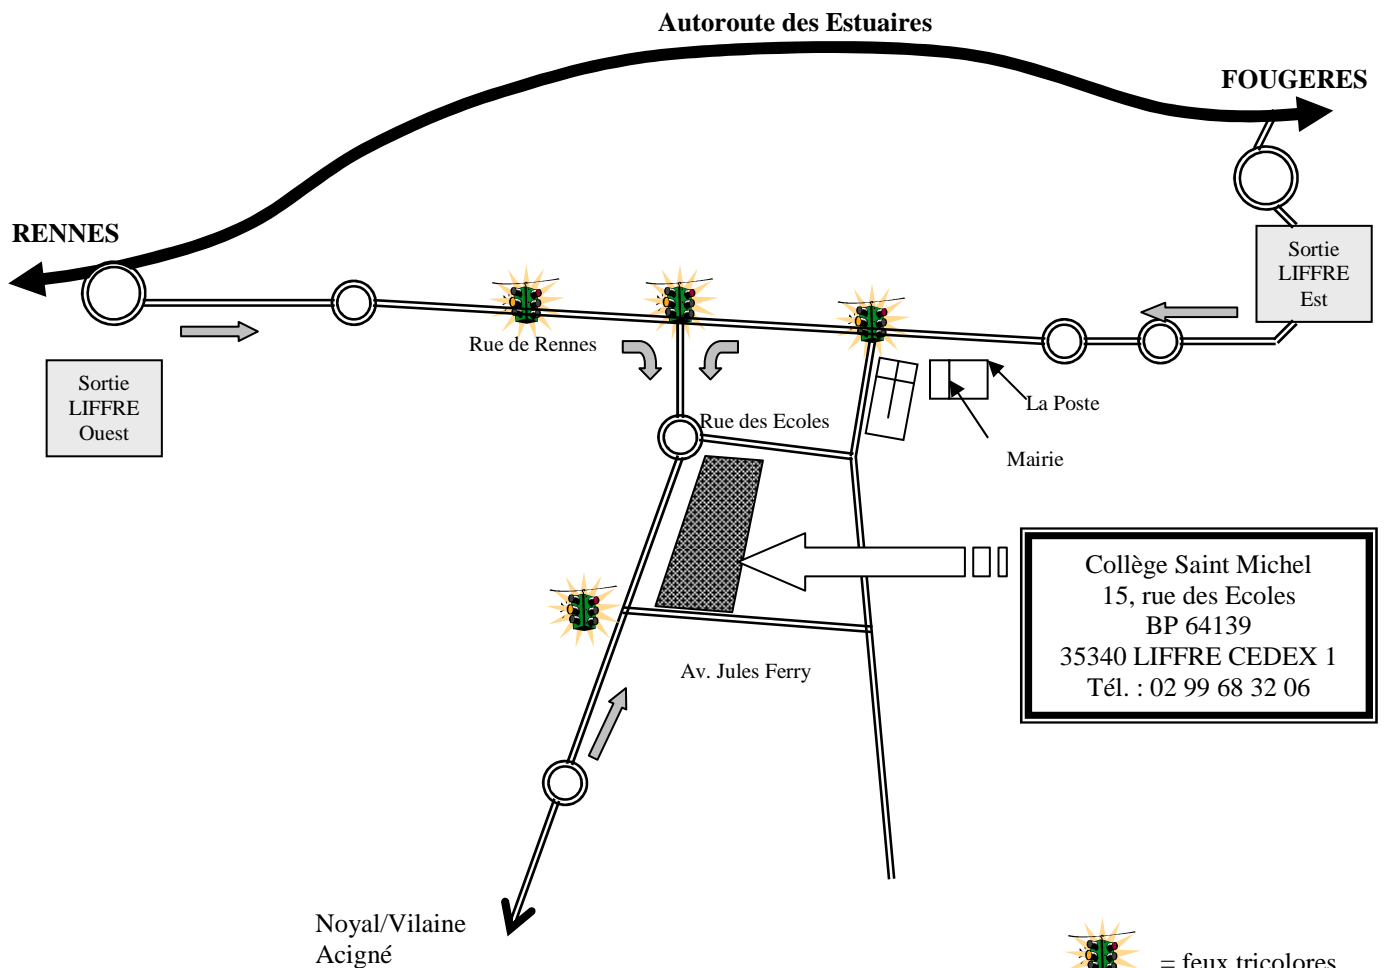 Autoroute des Estuaires
FOUGERES
RENNES
Sortie
LIFFRE
Est
Rue de Rennes
Sortie
LIFFRE
Ouest
La Poste
Rue des Ecoles
Mairie
Collège Saint Michel
15, rue des Ecoles
BP 64139
35340 LIFFRE CEDEX 1
Tél. : 02 99 68 32 06
Av. Jules Ferry
Noyal/Vilaine
Acigné
= feux tricolores